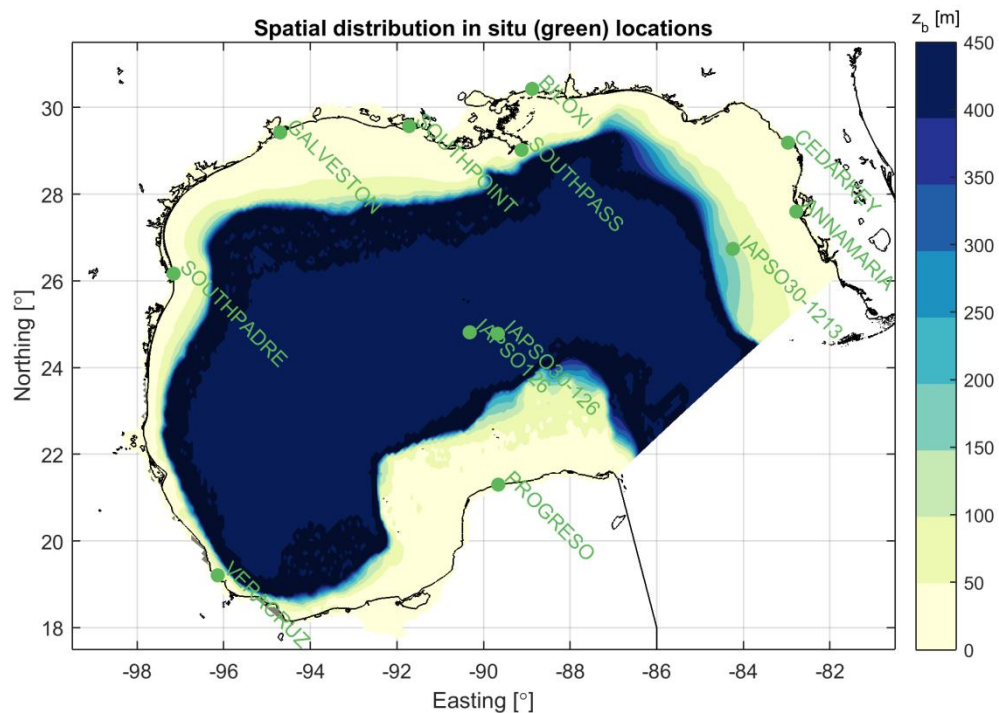 Spatial distribution in situ (green) locations
z_b [m]
BILOXI
GALVESTON
SOUTHPOINT
SOUTHPASS
CEDARKEY
ANNAMARIA
IAPSO30-1213
SOUTHPADRE
IAPSO126
IAPSO30-126
PROGRESO
VERACRUZ
30
28
26
24
22
20
18
Northing [°]
-98 -96 -94 -92 -90 -88 -86 -84 -82
Easting [°]
450
400
350
300
250
200
150
100
50
0